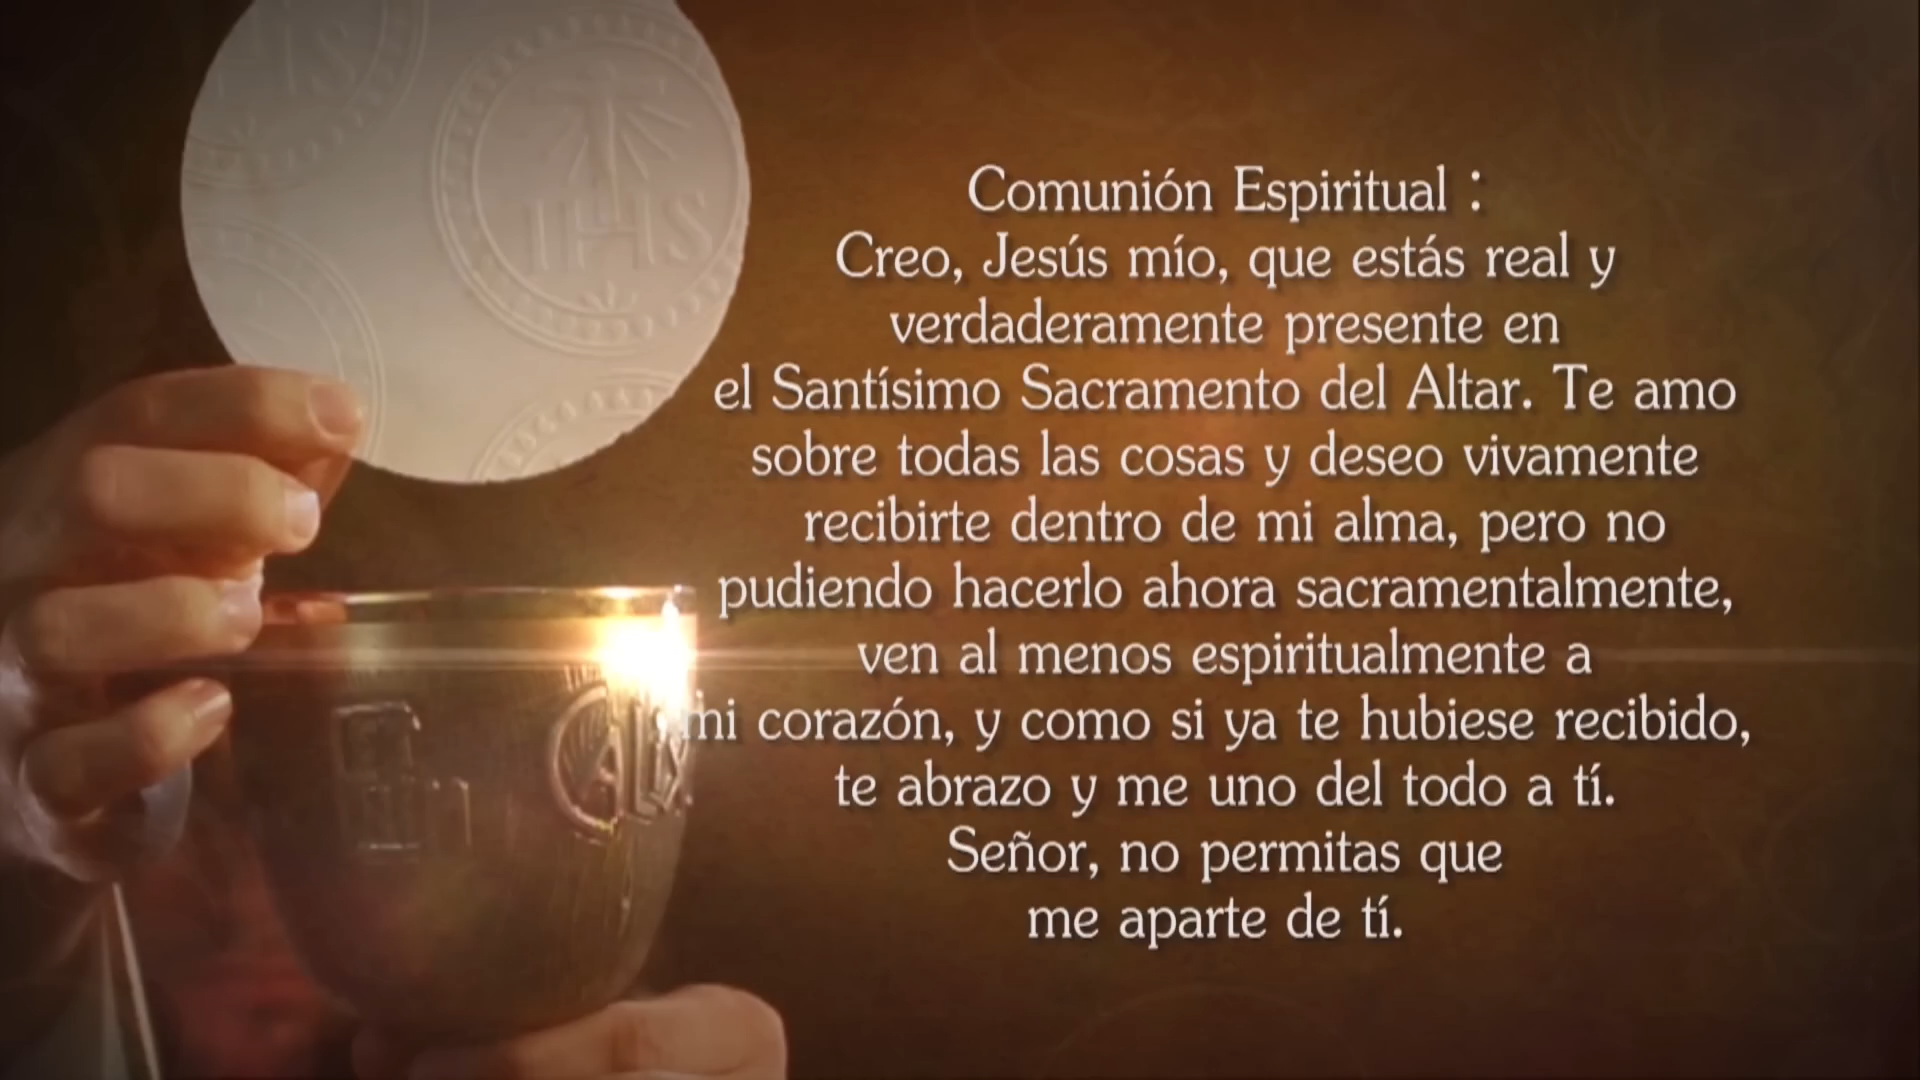 IHS
Comunión Espiritual :
Creo, Jesús mío, que estás real y
verdaderamente presente en
el Santísimo Sacramento del Altar. Te amo
sobre todas las cosas y deseo vivamente
recibirte dentro de mi alma, pero no
pudiendo hacerlo ahora sacramentalmente,
ven al menos espiritualmente a
mi corazón, y como si ya te hubiese recibido,
te abrazo y me uno del todo a tí.
Señor, no permitas que
me aparte de tí.